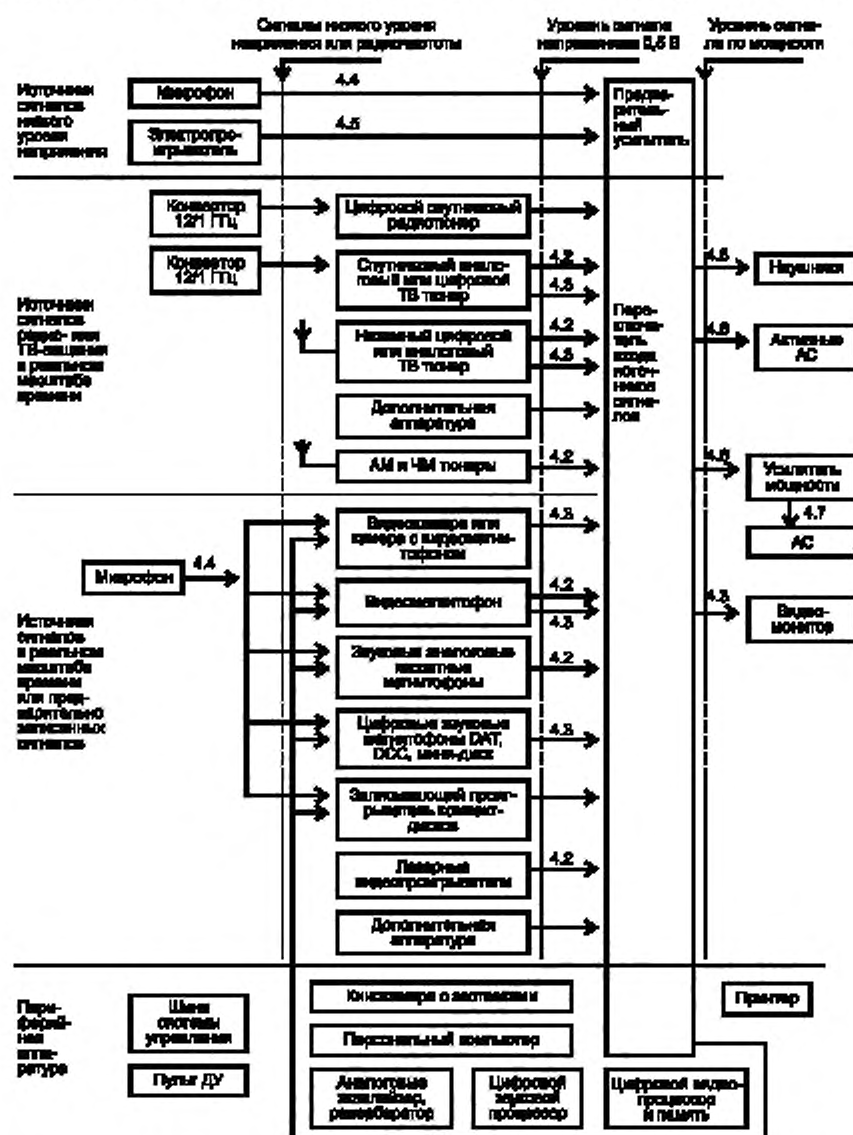 Сигналы низкого уровня
напряжения или радиочастоты
Уровень сигнала
напряжением 0,5 В
Уровень сигна-
ла по мощности
Источники
сигналов
низкого
уровня
напряжения
Микрофон
4.4
Электропро-
игрыватель
4.5
Предва-
ритель-
ный
усилитель
Источники
сигналов
радио- или
ТВ-вещания
в реальном
масштабе
времени
Конвертор
12/1 ГГц
Цифровой спутниковый
радиотюнер
Конвертор
12/1 ГГц
Спутниковый анало-
говый или цифровой
ТВ тюнер
4.2
4.3
Наземный цифровой
или аналоговый
ТВ тюнер
4.2
4.3
Дополнительная
аппаратура
АМ и ЧМ тюнеры
4.2
Пере-
ключа-
тель
входа
источ-
ников
сигна-
лов
Наушники
4.6
Активные
АС
Усилитель
мощности
4.7
АС
4.3
Видео-
монитор
Источники
сигналов
в реальном
масштабе
времени
или пред-
варительно
записанных
сигналов
Микрофон
4.4
Видеокамера или
камера с видеомагни-
тофоном
4.3
Видеомагнитофон
4.2
4.3
Звуковые аналоговые
кассетные
магнитофоны
4.2
Цифровые звуковые
магнитофоны DAT,
DCC, мини-диск
4.3
Записывающий проиг-
рыватель компакт-
дисков
Лазерные
видеопроигрыватели
4.2
Дополнительная
аппаратура
Пери-
ферий-
ная
аппа-
ратура
Шина
системы
управления
Пульт ДУ
Киносъемка с
Персональный компьютер
Аналоговые
эквалайзер,
ревербератор
Цифровой
звуковой
процессор
Цифровой видео-
процессор
и память
Принтер